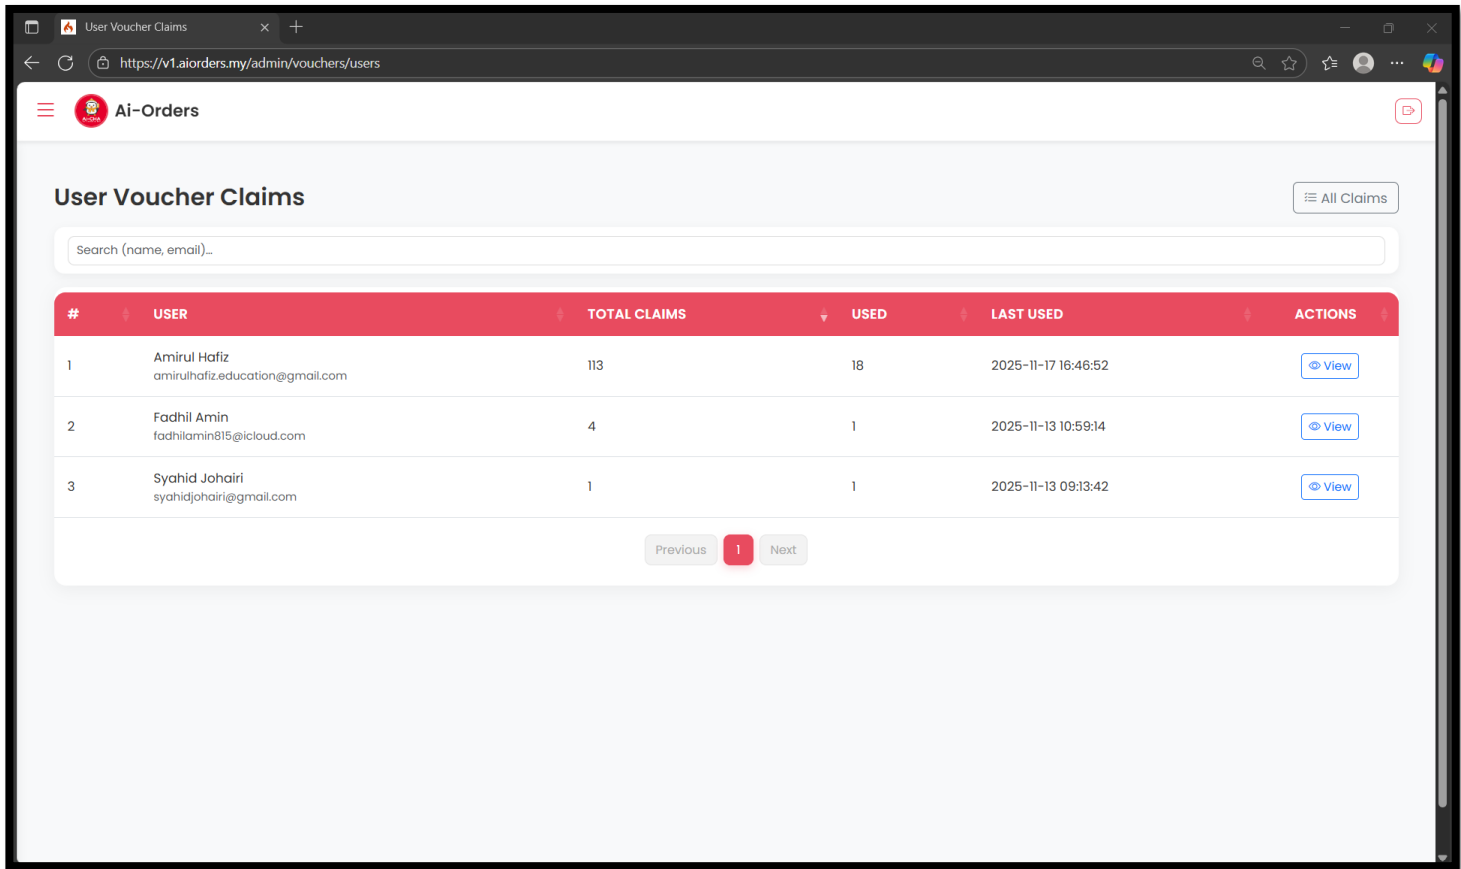 User Voucher Claims
https://v1.aiorders.my/admin/vouchers/users
Ai-Orders
User Voucher Claims
All Claims
Search (name, email)...
# USER TOTAL CLAIMS USED LAST USED ACTIONS
1 Amirul Hafiz 113 18 2025-11-17 16:46:52 View
amirulhafiz.education@gmail.com
2 Fadhil Amin 4 1 2025-11-13 10:59:14 View
fadhilamin815@icloud.com
3 Syahid Johairi 1 1 2025-11-13 09:13:42 View
syahidjohairi@gmail.com
Previous 1 Next